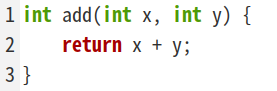 1 int add(int x, int y) {
2     return x + y;
3 }